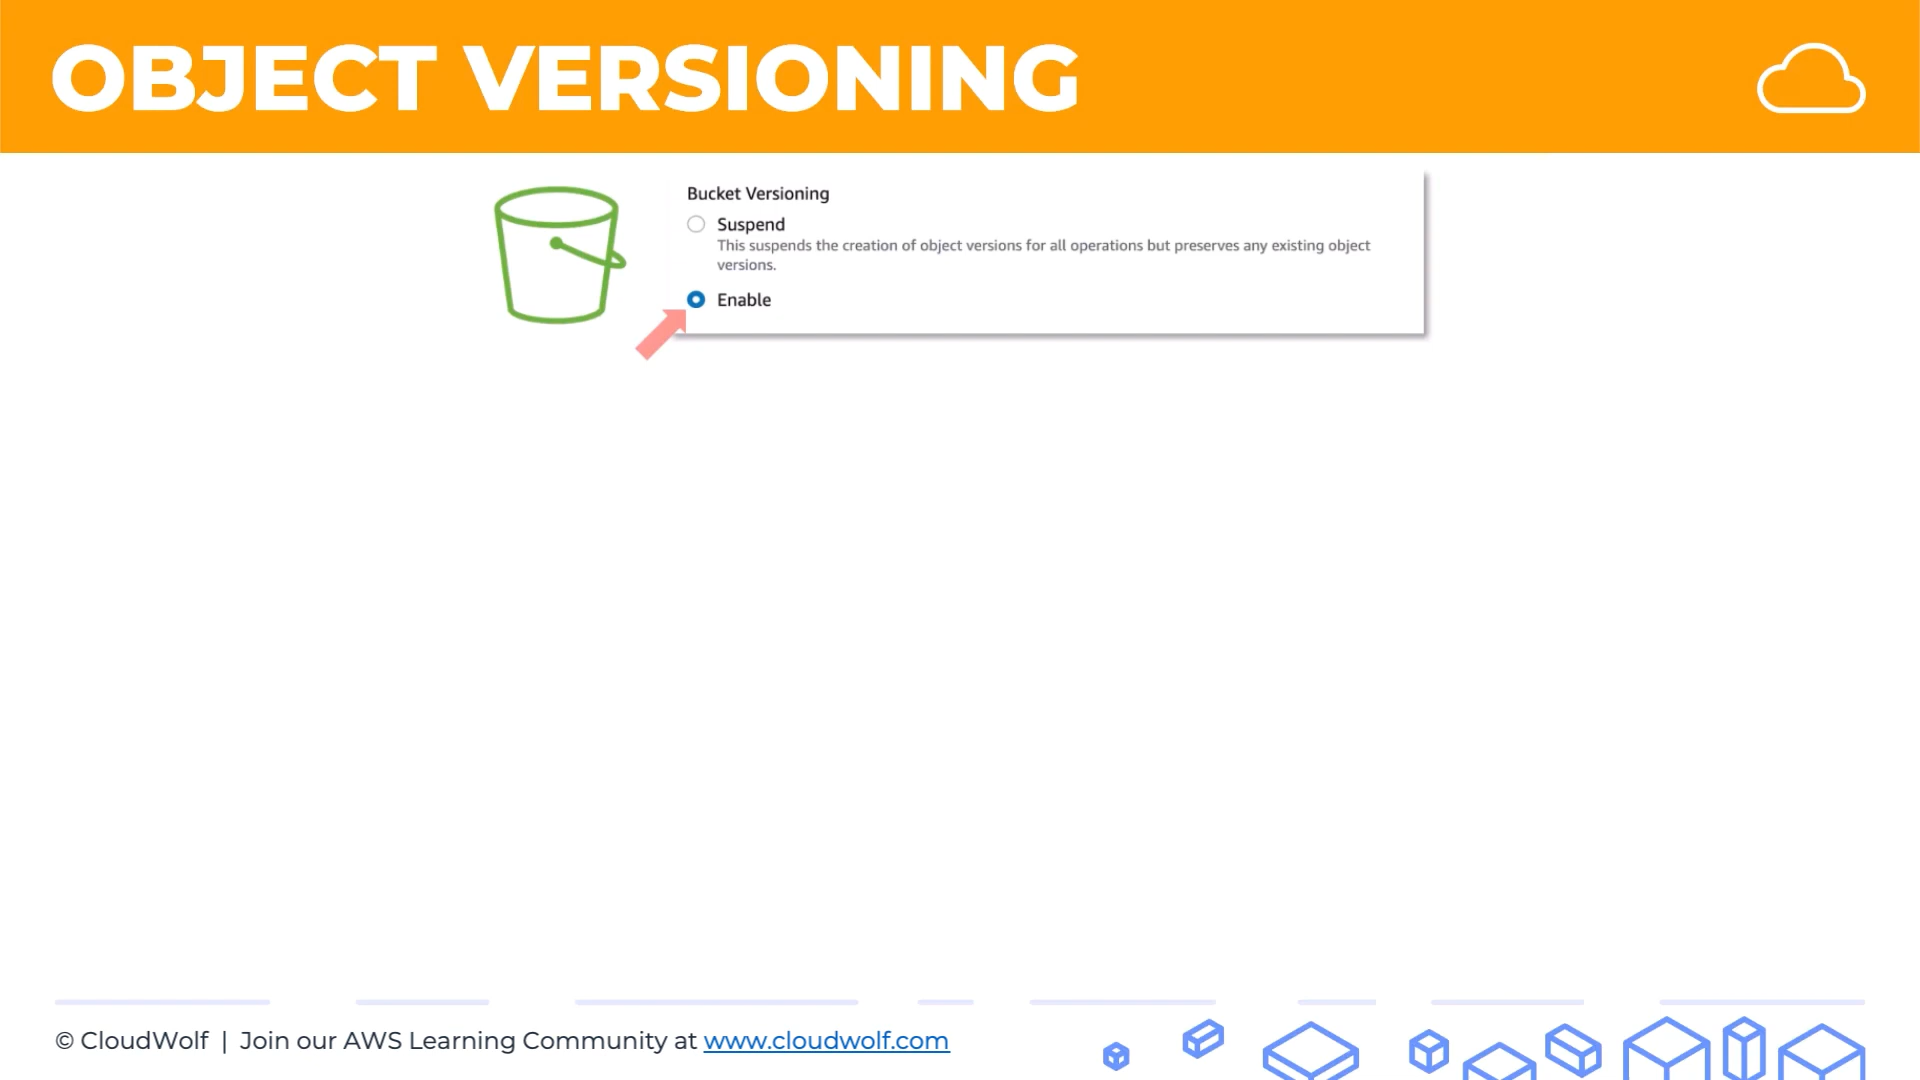 OBJECT VERSIONING
Bucket Versioning
Suspend
This suspends the creation of object versions for all operations but preserves any existing object
versions.
Enable
© CloudWolf | Join our AWS Learning Community at www.cloudwolf.com